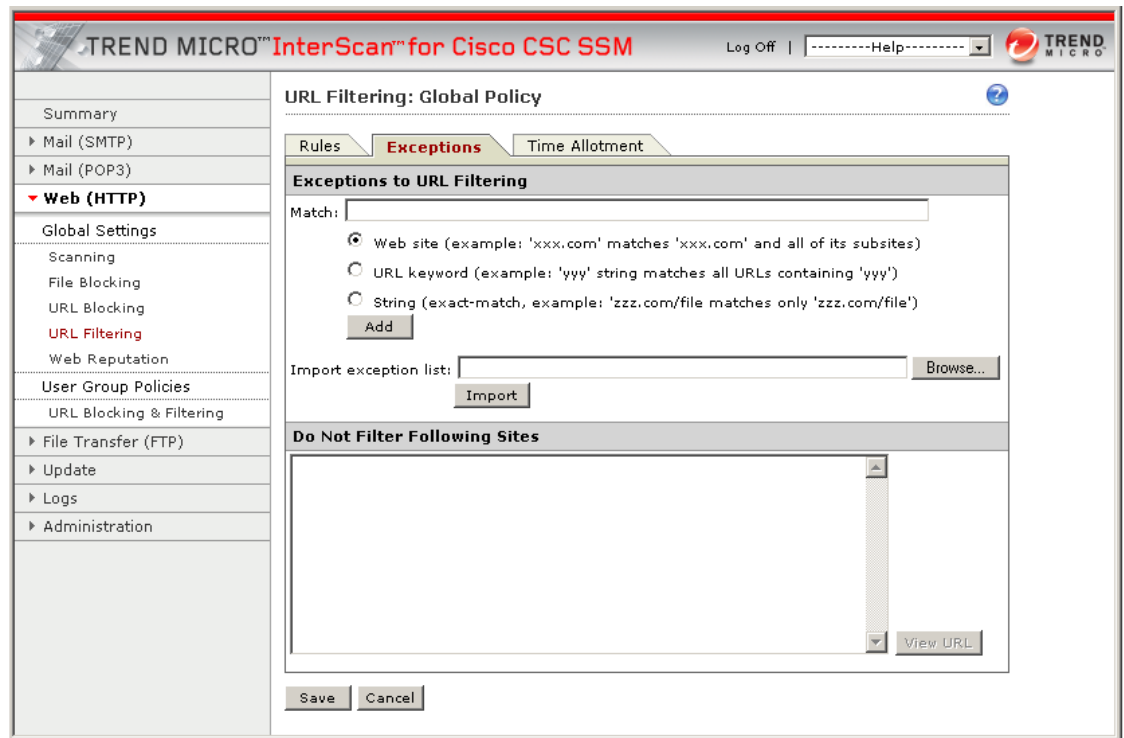 TREND MICRO™ InterScan™ for Cisco CSC SSM
Log Off | ---------Help---------
TREND MICRO
Summary
Mail (SMTP)
Mail (POP3)
Web (HTTP)
Global Settings
Scanning
File Blocking
URL Blocking
URL Filtering
Web Reputation
User Group Policies
URL Blocking & Filtering
File Transfer (FTP)
Update
Logs
Administration
URL Filtering: Global Policy
?
Rules Exceptions Time Allotment
Exceptions to URL Filtering
Match:
Web site (example: 'xxx.com' matches 'xxx.com' and all of its subsites)
URL keyword (example: 'yyy' string matches all URLs containing 'yyy')
String (exact-match, example: 'zzz.com/file matches only 'zzz.com/file')
Add
Import exception list: Browse...
Import
Do Not Filter Following Sites
View URL
Save Cancel